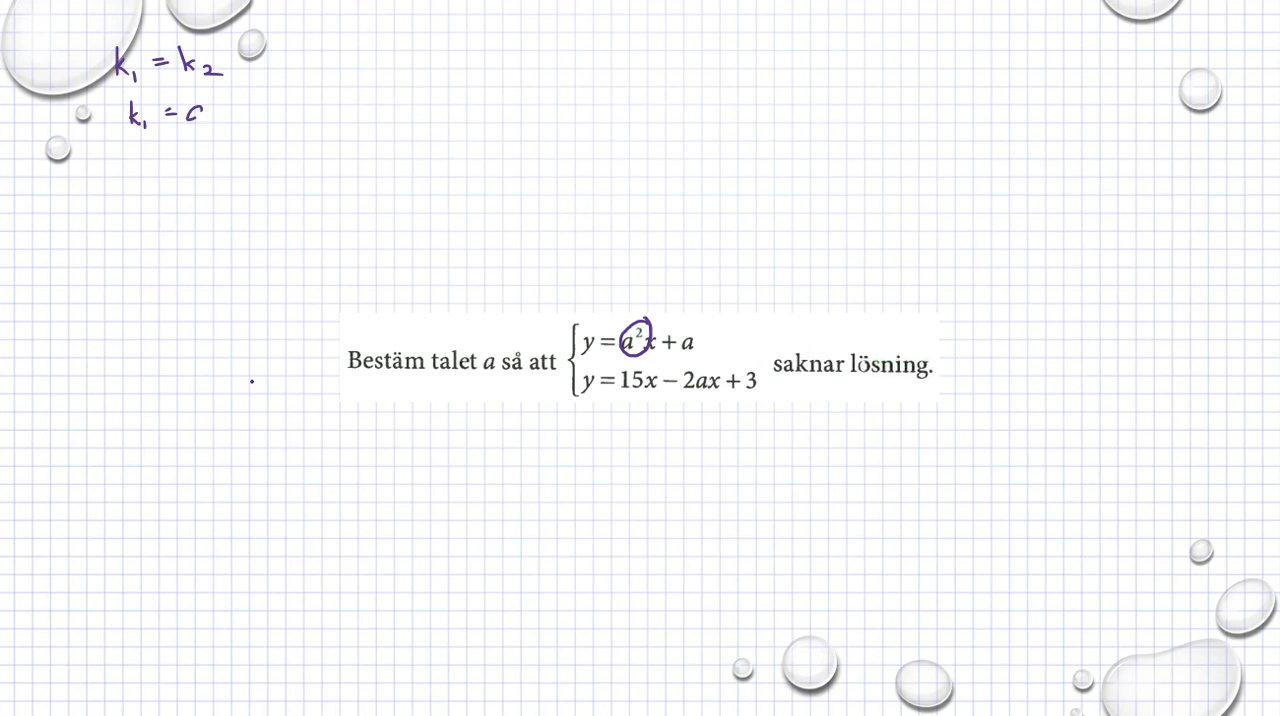 k₁ = k₂
k₁ = a
Bestäm talet a så att { y = a²x + a
y = 15x − 2ax + 3 saknar lösning.